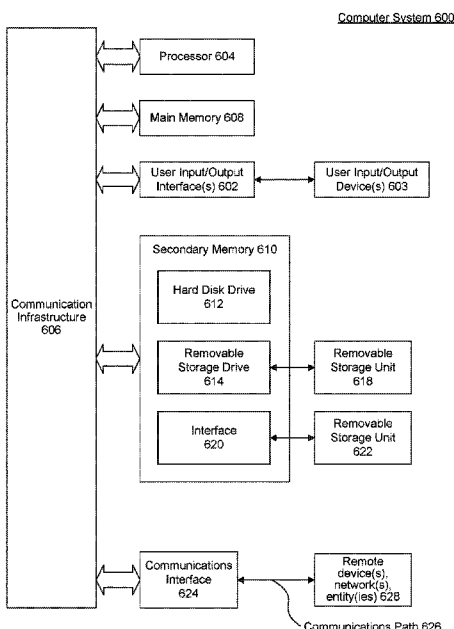 Computer System 600
Processor 604
Main Memory 608
User Input/Output
Interface(s) 602
User Input/Output
Device(s) 603
Secondary Memory 610
Hard Disk Drive
612
Communication
Infrastructure
606
Removable
Storage Drive
614
Removable
Storage Unit
618
Interface
620
Removable
Storage Unit
622
Communications
Interface
624
Remote
device(s),
network(s),
entity(ies) 628
Communications Path 626